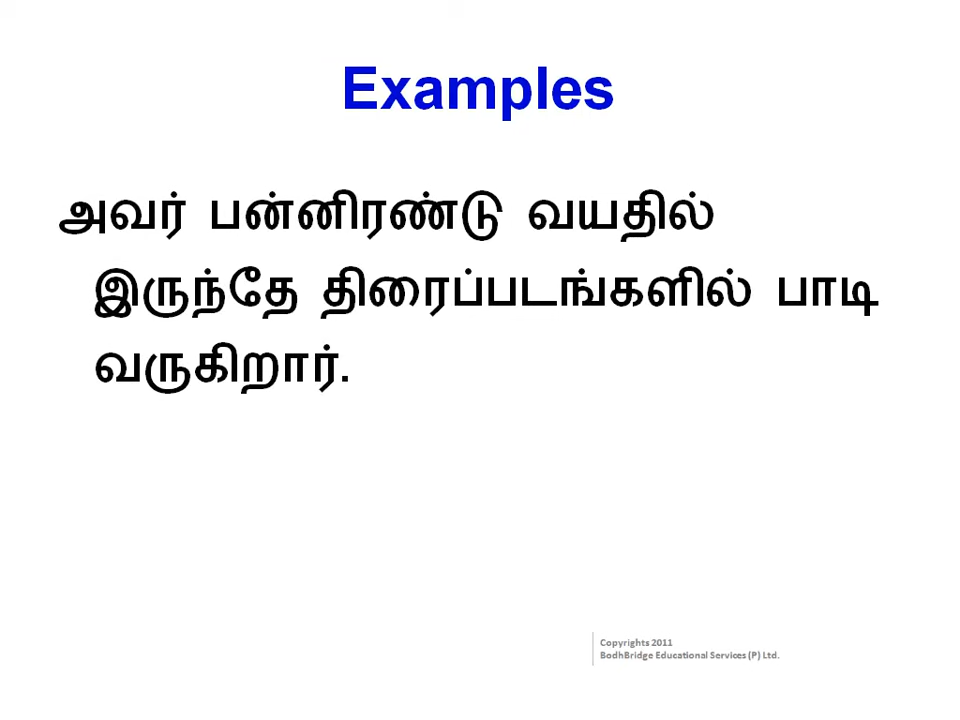 Examples
அவர் பன்னிரண்டு வயதில்
இருந்தே திரைப்படங்களில் பாடி
வருகிறார்.
Copyrights 2011
BodhBridge Educational Services (P) Ltd.